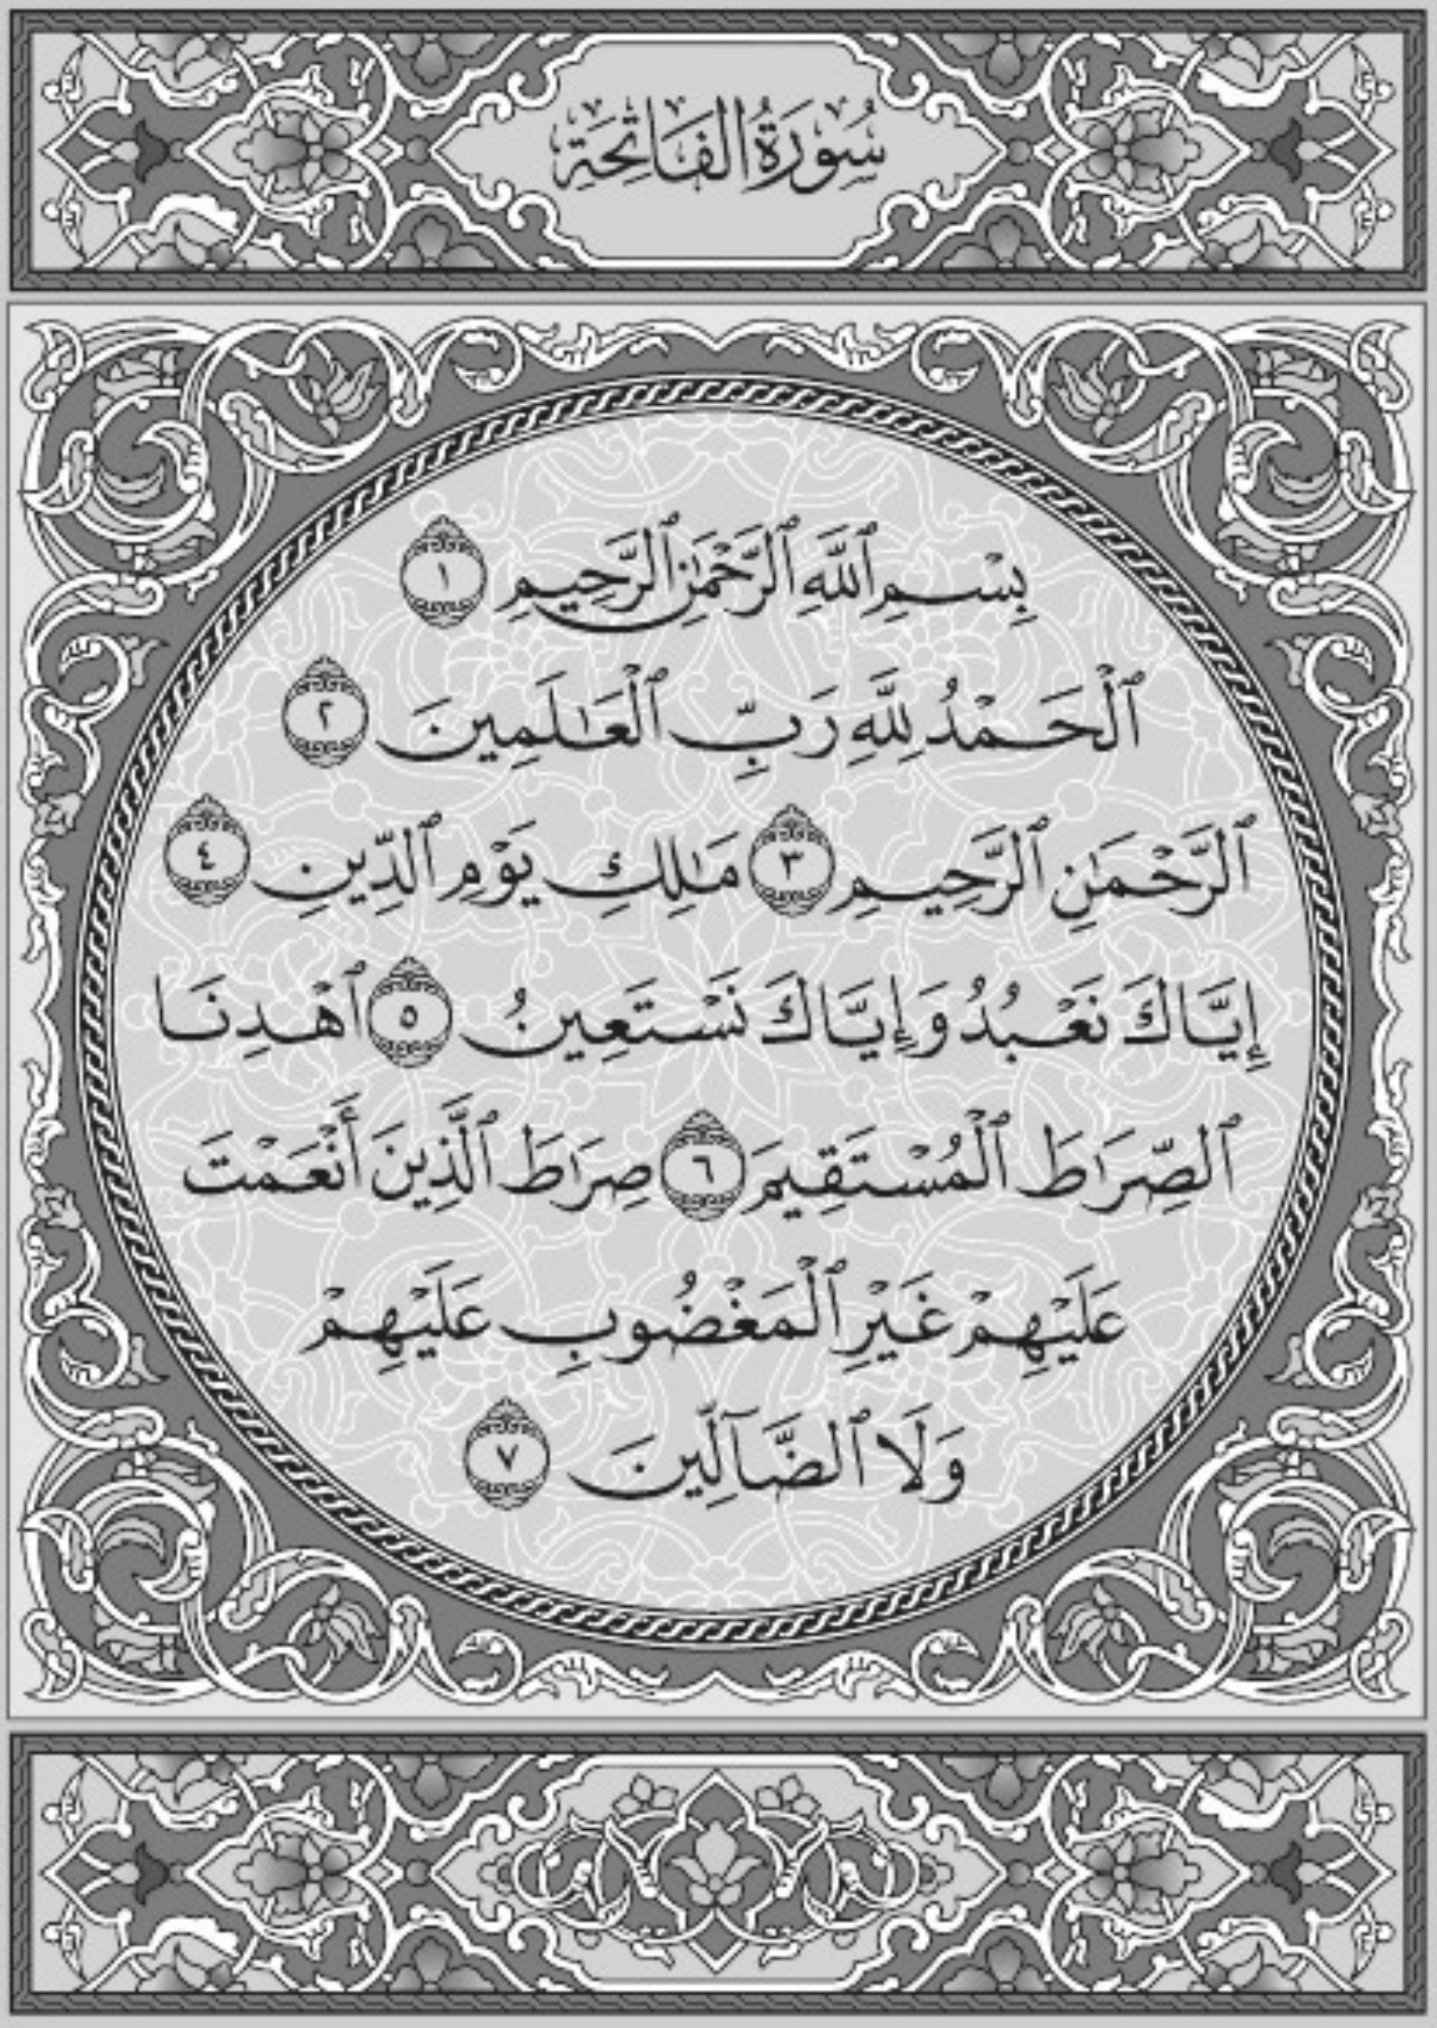 سُورَةُ الفَاتِحَةِ
بِسْمِ ٱللَّهِ ٱلرَّحْمَٰنِ ٱلرَّحِيمِ ١
ٱلْحَمْدُ لِلَّهِ رَبِّ ٱلْعَٰلَمِينَ ٢
ٱلرَّحْمَٰنِ ٱلرَّحِيمِ ٣ مَٰلِكِ يَوْمِ ٱلدِّينِ ٤
إِيَّاكَ نَعْبُدُ وَإِيَّاكَ نَسْتَعِينُ ٥ ٱهْدِنَا
ٱلصِّرَٰطَ ٱلْمُسْتَقِيمَ ٦ صِرَٰطَ ٱلَّذِينَ أَنْعَمْتَ
عَلَيْهِمْ غَيْرِ ٱلْمَغْضُوبِ عَلَيْهِمْ
وَلَا ٱلضَّآلِّينَ ٧